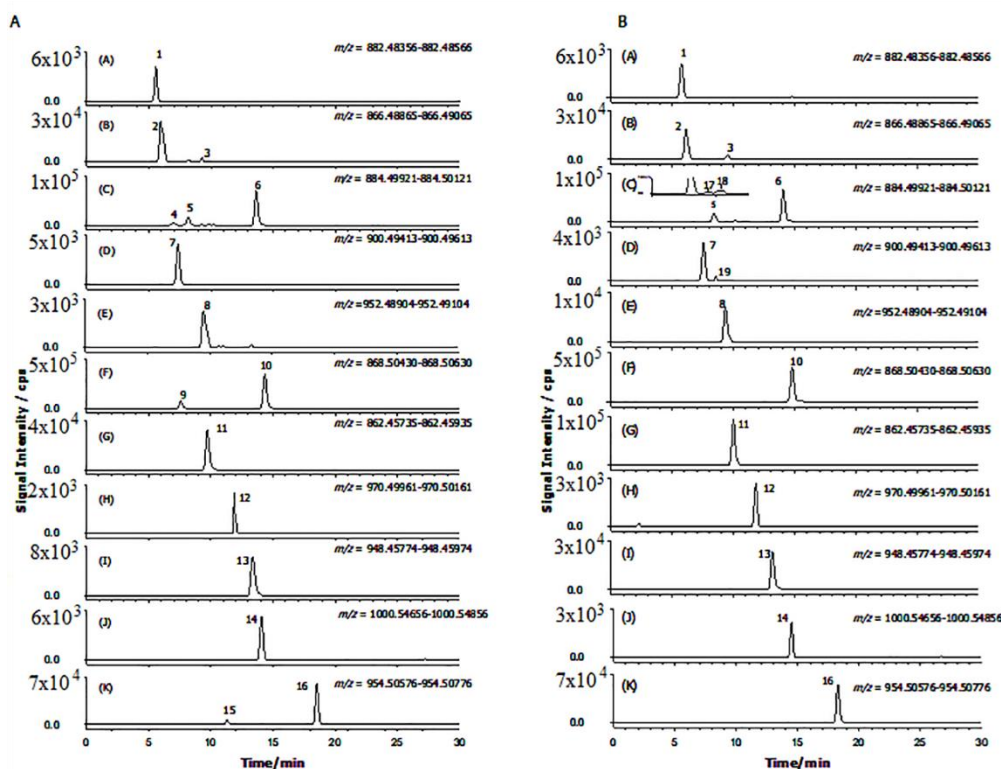 A
Signal Intensity / cps
(A) 6x10³ 0.0 1 m/z = 882.48356-882.48566
(B) 3x10⁴ 0.0 2 3 m/z = 866.48865-866.49065
(C) 1x10⁵ 0.0 4 5 6 m/z = 884.49921-884.50121
(D) 5x10³ 0.0 7 m/z = 900.49413-900.49613
(E) 3x10³ 0.0 8 m/z =952.48904-952.49104
(F) 5x10⁵ 0.0 9 10 m/z = 868.50430-868.50630
(G) 4x10⁴ 0.0 11 m/z = 862.45735-862.45935
(H) 2x10³ 0.0 12 m/z = 970.49961-970.50161
(I) 8x10³ 0.0 13 m/z = 948.45774-948.45974
(J) 6x10³ 0.0 14 m/z = 1000.54656-1000.54856
(K) 7x10⁴ 0.0 15 16 m/z = 954.50576-954.50776
0 5 10 15 20 25 30
Time/min
B
Signal Intensity / cps
(A) 6x10³ 0.0 1 m/z = 882.48356-882.48566
(B) 3x10⁴ 0.0 2 3 m/z = 866.48865-866.49065
(C) 1x10⁵ 0.0 17 18 5 6 m/z = 884.49921-884.50121
(D) 4x10³ 0.0 7 19 m/z = 900.49413-900.49613
(E) 1x10⁴ 0.0 8 m/z =952.48904-952.49104
(F) 5x10⁵ 0.0 10 m/z = 868.50430-868.50630
(G) 1x10⁵ 0.0 11 m/z = 862.45735-862.45935
(H) 3x10³ 0.0 12 m/z = 970.49961-970.50161
(I) 3x10⁴ 0.0 13 m/z = 948.45774-948.45974
(J) 3x10³ 0.0 14 m/z = 1000.54656-1000.54856
(K) 7x10⁴ 0.0 16 m/z = 954.50576-954.50776
0 5 10 15 20 25 30
Time/min